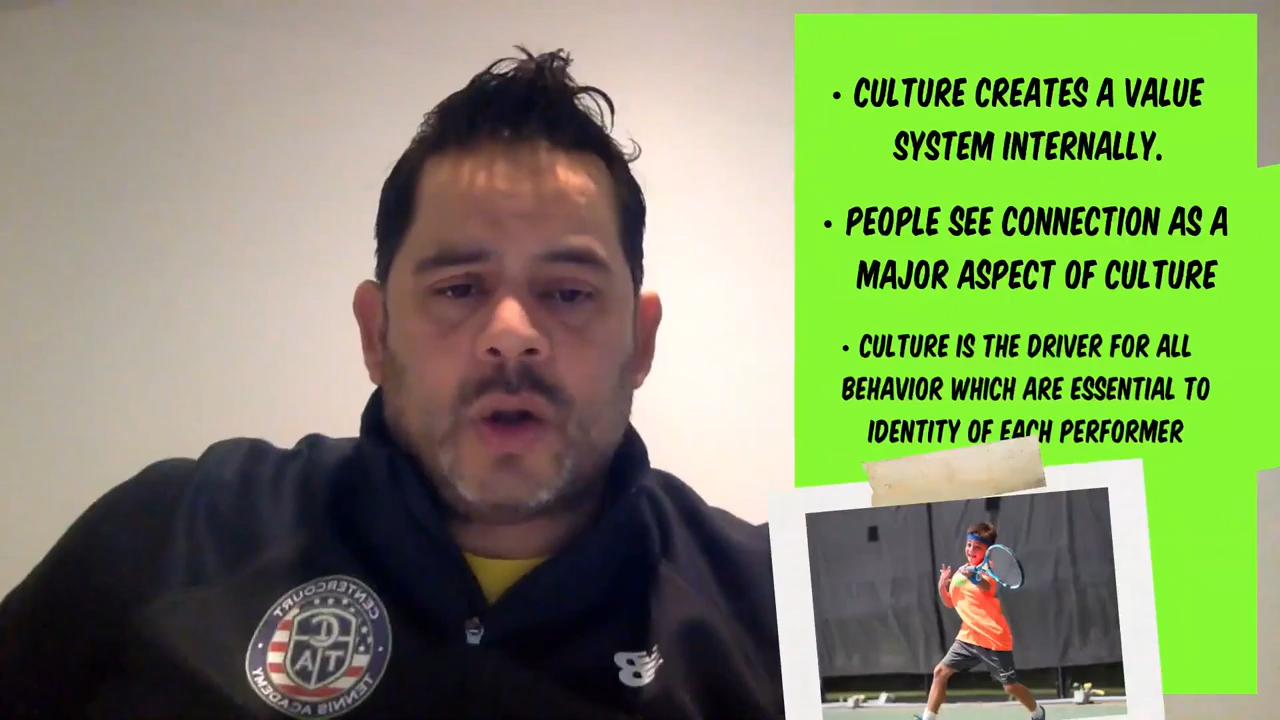 • CULTURE CREATES A VALUE
SYSTEM INTERNALLY.
• PEOPLE SEE CONNECTION AS A
MAJOR ASPECT OF CULTURE
• CULTURE IS THE DRIVER FOR ALL
BEHAVIOR WHICH ARE ESSENTIAL TO
IDENTITY OF EACH PERFORMER
CENTERCOURT
CTA
TENNIS ACADEMY